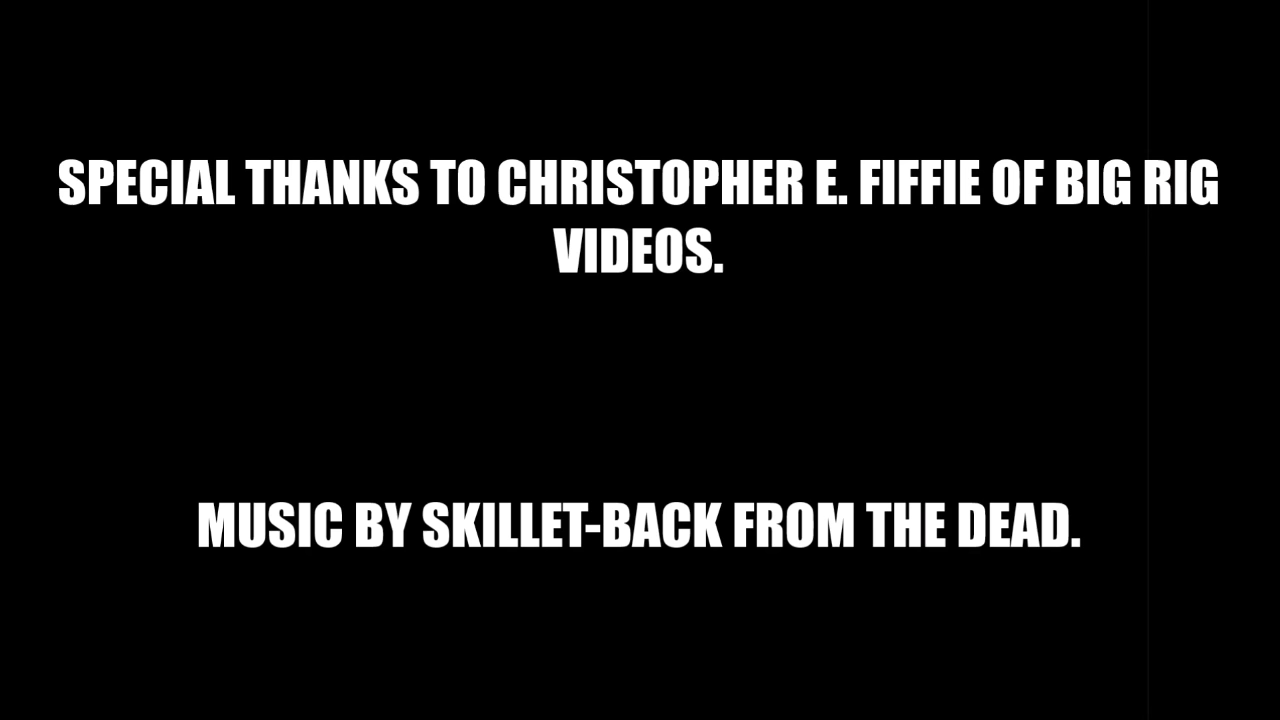 SPECIAL THANKS TO CHRISTOPHER E. FIFFIE OF BIG RIG
VIDEOS.
MUSIC BY SKILLET-BACK FROM THE DEAD.